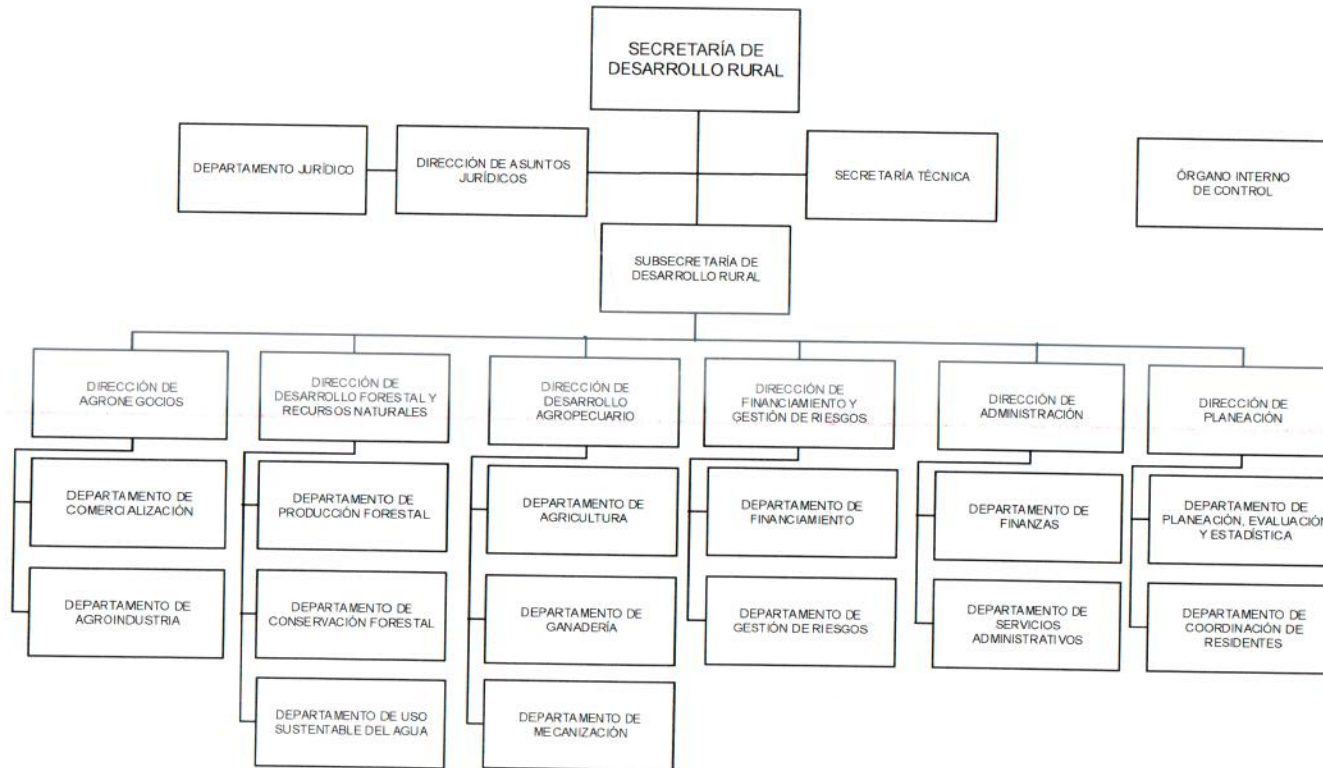 SECRETARÍA DE
DESARROLLO RURAL
DEPARTAMENTO JURÍDICO
DIRECCIÓN DE ASUNTOS
JURÍDICOS
SECRETARÍA TÉCNICA
ÓRGANO INTERNO
DE CONTROL
SUBSECRETARÍA DE
DESARROLLO RURAL
DIRECCIÓN DE
AGRONEGOCIOS
DIRECCIÓN DE
DESARROLLO FORESTAL Y
RECURSOS NATURALES
DIRECCIÓN DE
DESARROLLO
AGROPECUARIO
DIRECCIÓN DE
FINANCIAMIENTO Y
GESTIÓN DE RIESGOS
DIRECCIÓN DE
ADMINISTRACIÓN
DIRECCIÓN DE
PLANEACIÓN
DEPARTAMENTO DE
COMERCIALIZACIÓN
DEPARTAMENTO DE
PRODUCCIÓN FORESTAL
DEPARTAMENTO DE
AGRICULTURA
DEPARTAMENTO DE
FINANCIAMIENTO
DEPARTAMENTO DE
FINANZAS
DEPARTAMENTO DE
PLANEACIÓN, EVALUACIÓN
Y ESTADÍSTICA
DEPARTAMENTO DE
AGROINDUSTRIA
DEPARTAMENTO DE
CONSERVACIÓN FORESTAL
DEPARTAMENTO DE
GANADERÍA
DEPARTAMENTO DE
GESTIÓN DE RIESGOS
DEPARTAMENTO DE
SERVICIOS
ADMINISTRATIVOS
DEPARTAMENTO DE
COORDINACIÓN DE
RESIDENTES
DEPARTAMENTO DE USO
SUSTENTABLE DEL AGUA
DEPARTAMENTO DE
MECANIZACIÓN